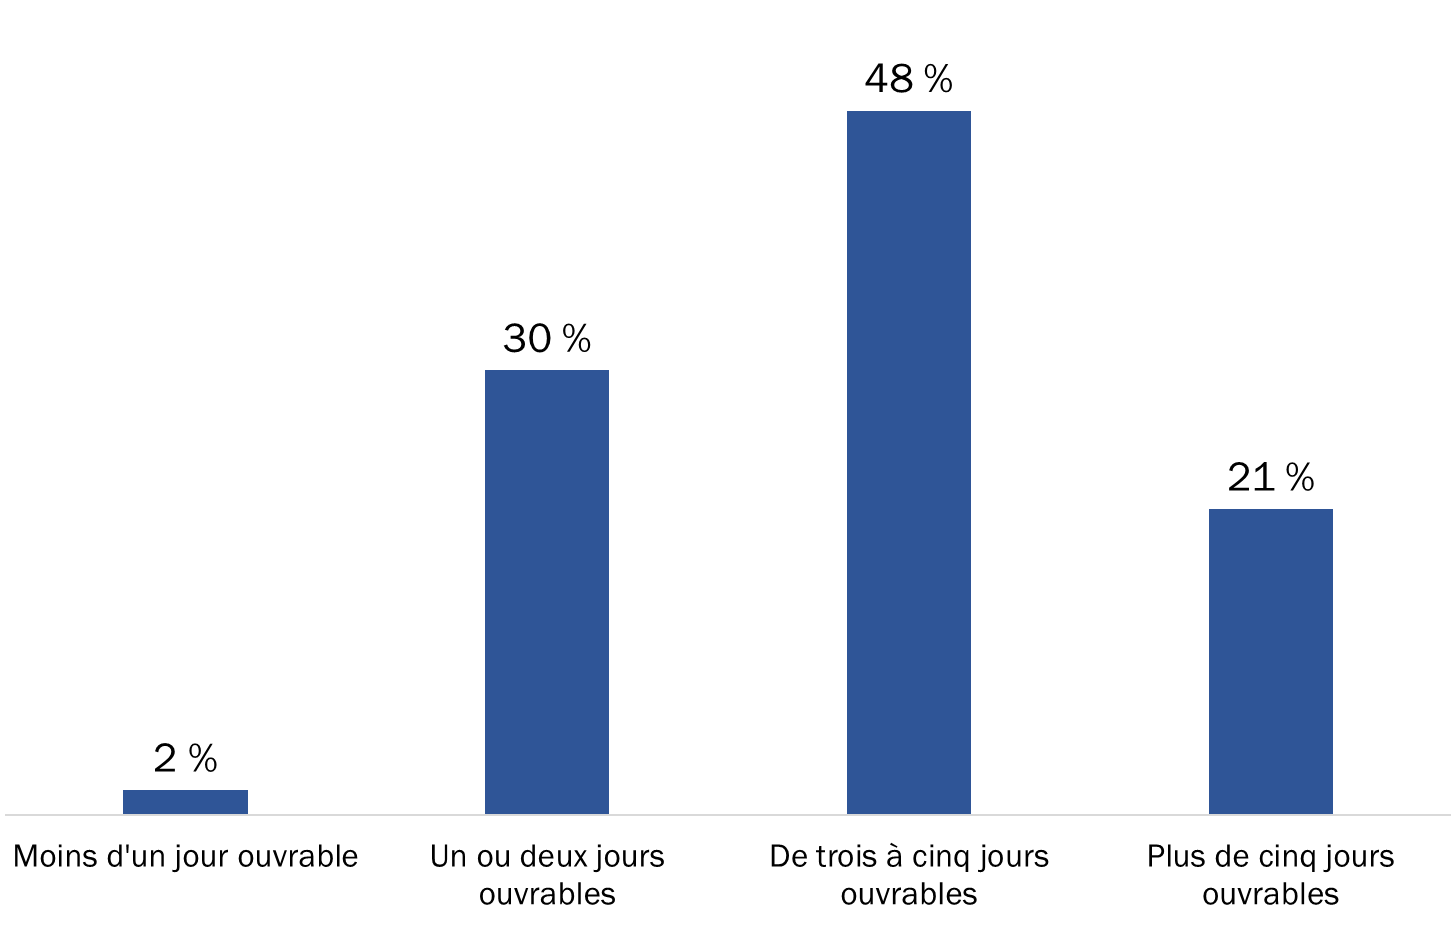 48 %
30 %
21 %
2 %
Moins d'un jour ouvrable
Un ou deux jours
ouvrables
De trois à cinq jours
ouvrables
Plus de cinq jours
ouvrables